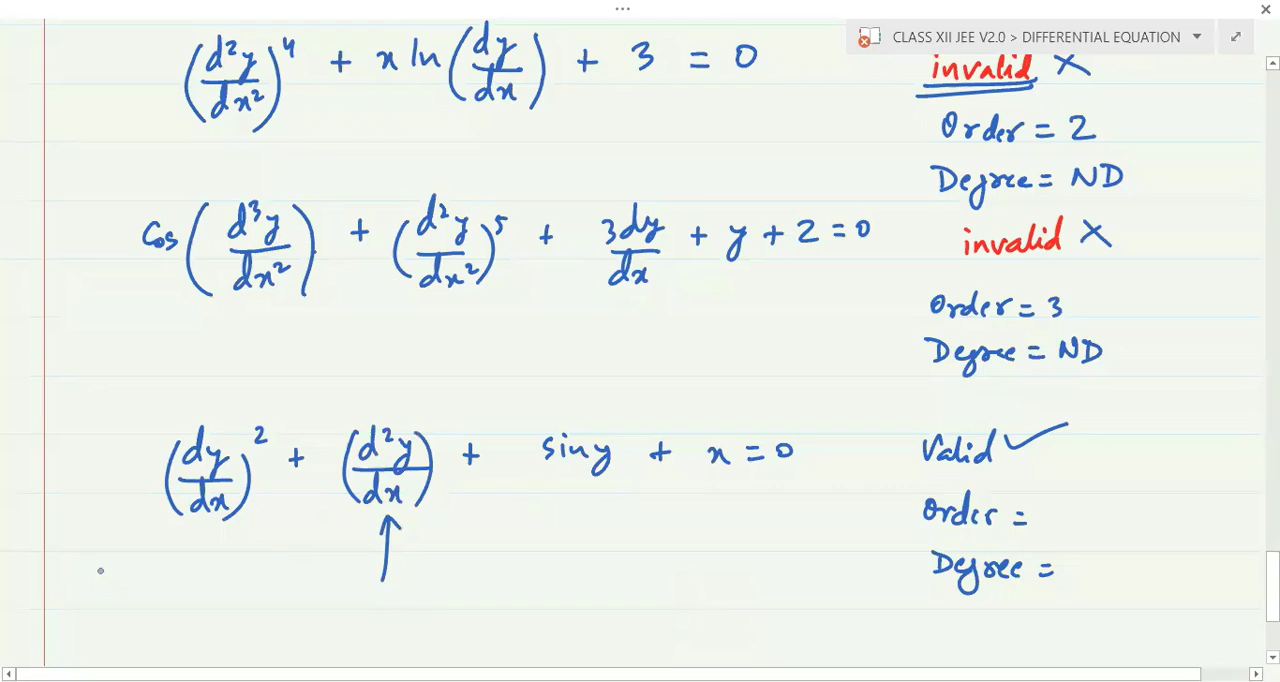 CLASS XII JEE V2.0 > DIFFERENTIAL EQUATION
(d²y/dx²)⁴ + x ln(dy/dx) + 3 = 0
invalid ×
Order = 2
Degree = ND
Cos(d³y/dx²) + (d²y/dx²)⁵ + 3dy/dx + y + 2 = 0
invalid ×
Order = 3
Degree = ND
(dy/dx)² + (d²y/dx) + siny + x = 0
Valid ✓
Order =
Degree =